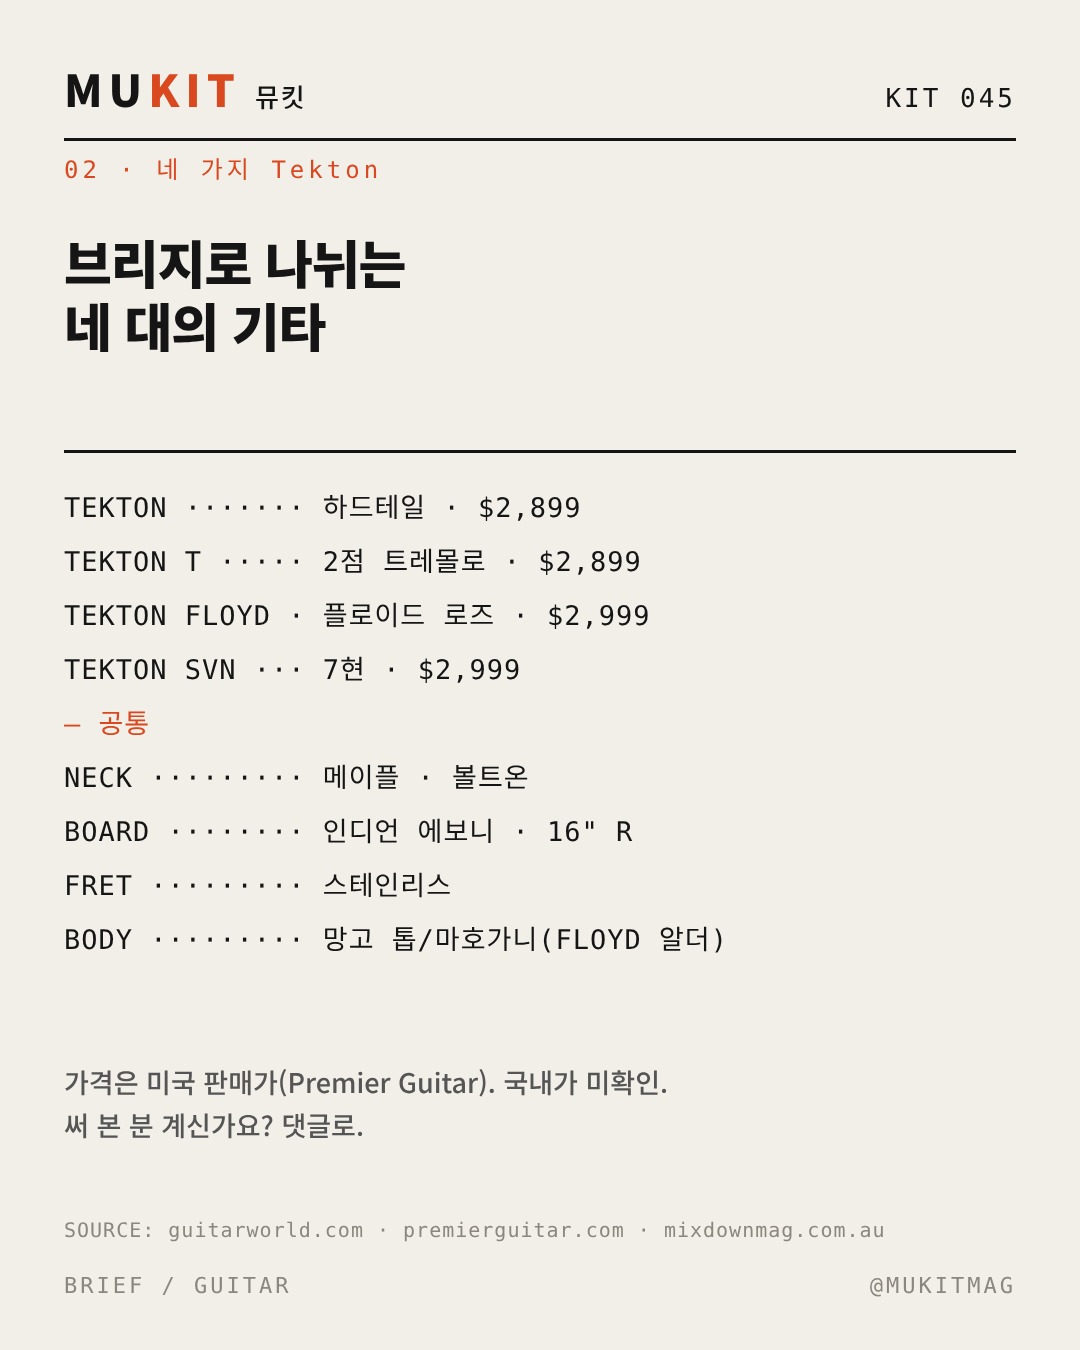 MUKIT 뮤킷
KIT 045
02 · 네 가지 Tekton
브리지로 나뉘는
네 대의 기타
TEKTON ······· 하드테일 · $2,899
TEKTON T ····· 2점 트레몰로 · $2,899
TEKTON FLOYD · 플로이드 로즈 · $2,999
TEKTON SVN ··· 7현 · $2,999
— 공통
NECK ········· 메이플 · 볼트온
BOARD ········ 인디언 에보니 · 16" R
FRET ········· 스테인리스
BODY ········· 망고 톱/마호가니(FLOYD 알더)
가격은 미국 판매가(Premier Guitar). 국내가 미확인.
써 본 분 계신가요? 댓글로.
SOURCE: guitarworld.com · premierguitar.com · mixdownmag.com.au
BRIEF / GUITAR
@MUKITMAG